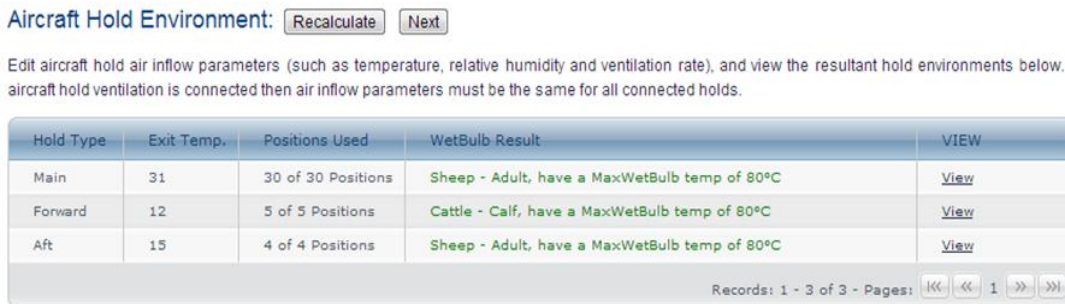 Aircraft Hold Environment: Recalculate Next
Edit aircraft hold air inflow parameters (such as temperature, relative humidity and ventilation rate), and view the resultant hold environments below.
aircraft hold ventilation is connected then air inflow parameters must be the same for all connected holds.
Hold Type Exit Temp. Positions Used WetBulb Result VIEW
Main 31 30 of 30 Positions Sheep - Adult, have a MaxWetBulb temp of 80ºC View
Forward 12 5 of 5 Positions Cattle - Calf, have a MaxWetBulb temp of 80ºC View
Aft 15 4 of 4 Positions Sheep - Adult, have a MaxWetBulb temp of 80ºC View
Records: 1 - 3 of 3 - Pages: 1